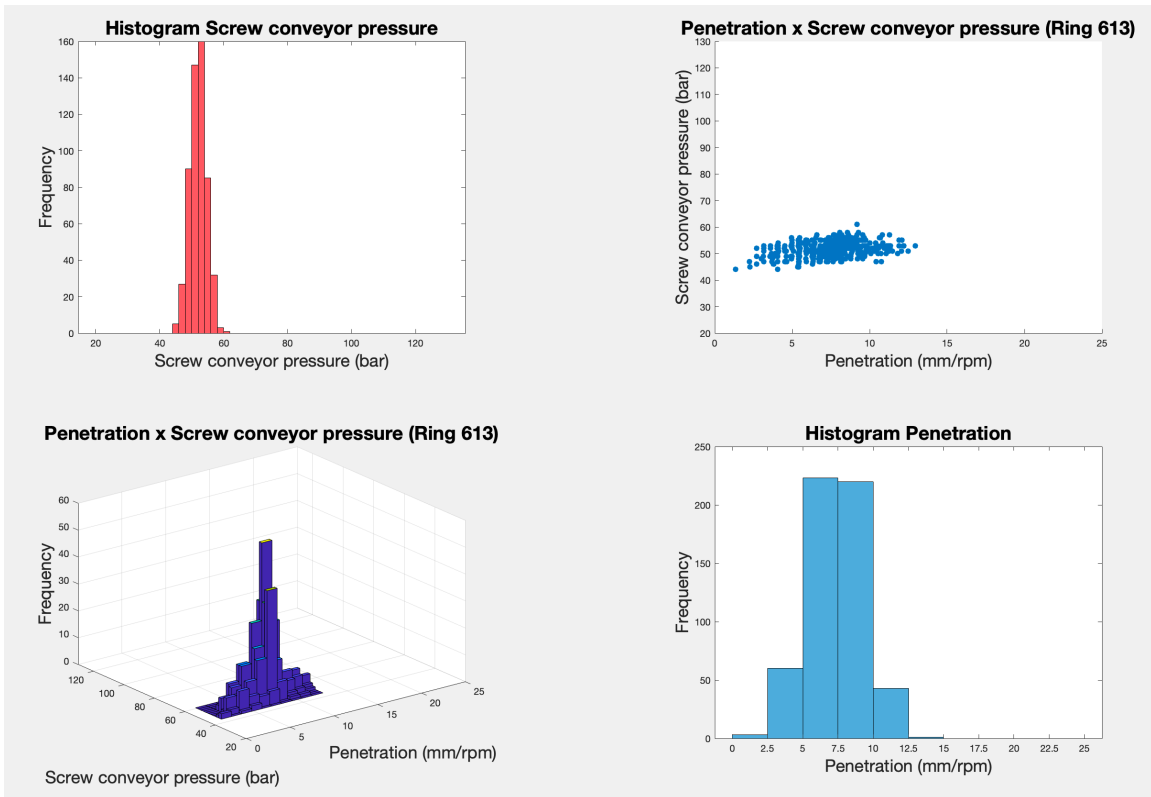 Histogram Screw conveyor pressure
160
140
120
100
80
60
40
20
0
Frequency
20 40 60 80 100 120
Screw conveyor pressure (bar)
Penetration x Screw conveyor pressure (Ring 613)
130
120
110
100
90
80
70
60
50
40
30
20
Screw conveyor pressure (bar)
0 5 10 15 20 25
Penetration (mm/rpm)
Penetration x Screw conveyor pressure (Ring 613)
60
50
40
30
20
10
0
Frequency
120
100
80
60
40
20
0
5
10
15
20
25
Penetration (mm/rpm)
Screw conveyor pressure (bar)
Histogram Penetration
250
200
150
100
50
0
Frequency
0 2.5 5 7.5 10 12.5 15 17.5 20 22.5 25
Penetration (mm/rpm)